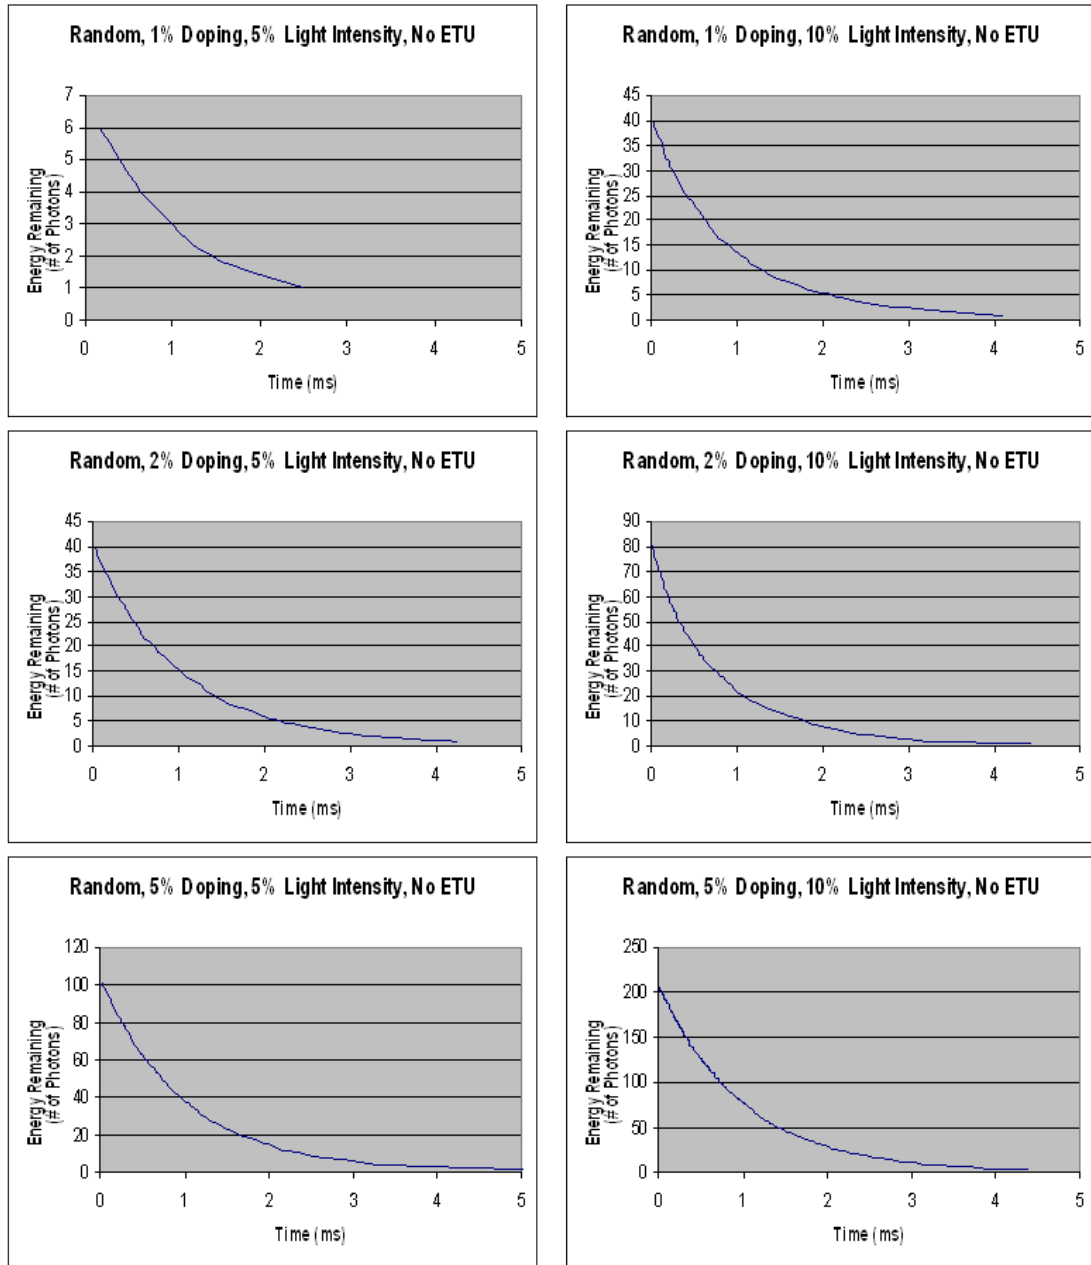 Random, 1% Doping, 5% Light Intensity, No ETU
7
6
5
4
3
2
1
0
Energy Remaining
(# of Photons)
0 1 2 3 4 5
Time (ms)
Random, 1% Doping, 10% Light Intensity, No ETU
45
40
35
30
25
20
15
10
5
0
Energy Remaining
(# of Photons)
0 1 2 3 4 5
Time (ms)
Random, 2% Doping, 5% Light Intensity, No ETU
45
40
35
30
25
20
15
10
5
0
Energy Remaining
(# of Photons)
0 1 2 3 4 5
Time (ms)
Random, 2% Doping, 10% Light Intensity, No ETU
90
80
70
60
50
40
30
20
10
0
Energy Remaining
(# of Photons)
0 1 2 3 4 5
Time (ms)
Random, 5% Doping, 5% Light Intensity, No ETU
120
100
80
60
40
20
0
Energy Remaining
(# of Photons)
0 1 2 3 4 5
Time (ms)
Random, 5% Doping, 10% Light Intensity, No ETU
250
200
150
100
50
0
Energy Remaining
(# of Photons)
0 1 2 3 4 5
Time (ms)